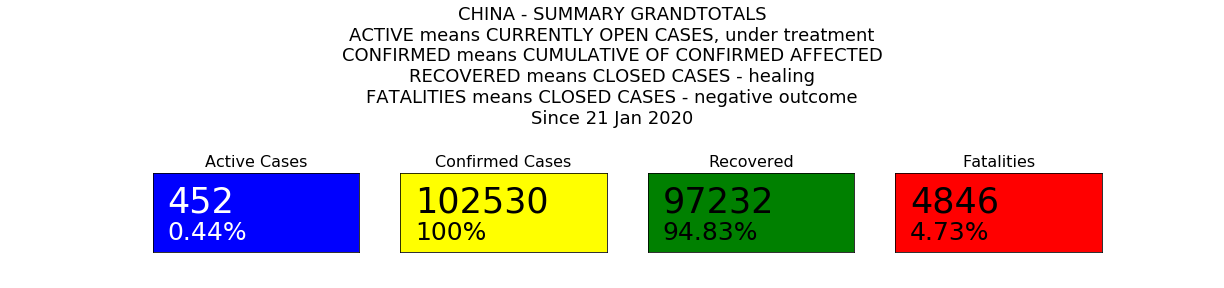 CHINA - SUMMARY GRANDTOTALS
ACTIVE means CURRENTLY OPEN CASES, under treatment
CONFIRMED means CUMULATIVE OF CONFIRMED AFFECTED
RECOVERED means CLOSED CASES - healing
FATALITIES means CLOSED CASES - negative outcome
Since 21 Jan 2020
Active Cases
452
0.44%
Confirmed Cases
102530
100%
Recovered
97232
94.83%
Fatalities
4846
4.73%